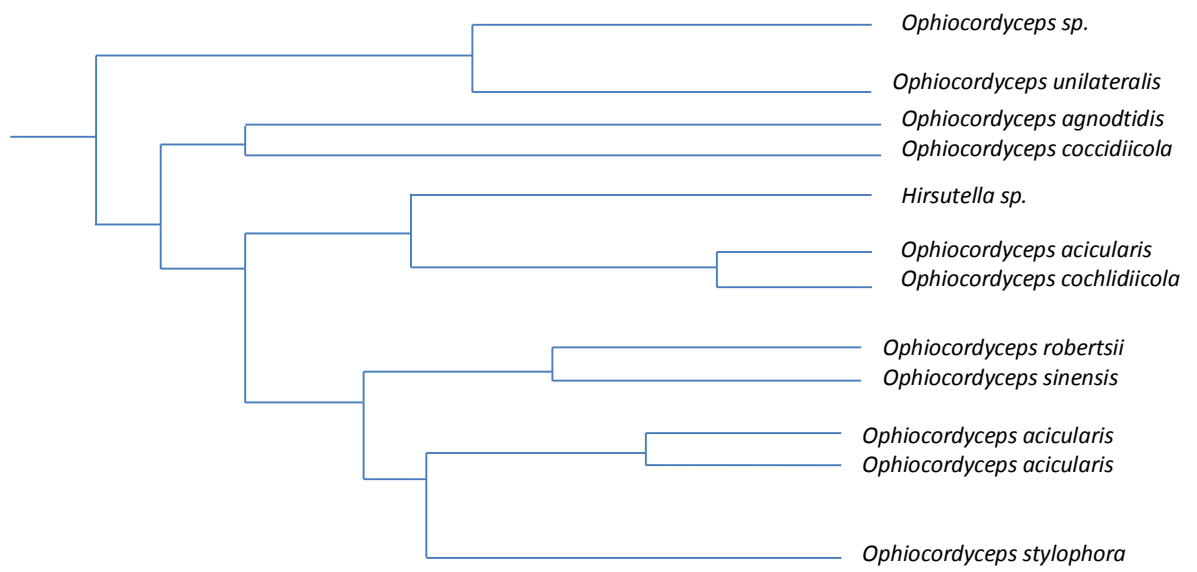 Ophiocordyceps sp.
Ophiocordyceps unilateralis
Ophiocordyceps agnodtidis
Ophiocordyceps coccidiicola
Hirsutella sp.
Ophiocordyceps acicularis
Ophiocordyceps cochlidiicola
Ophiocordyceps robertsii
Ophiocordyceps sinensis
Ophiocordyceps acicularis
Ophiocordyceps acicularis
Ophiocordyceps stylophora